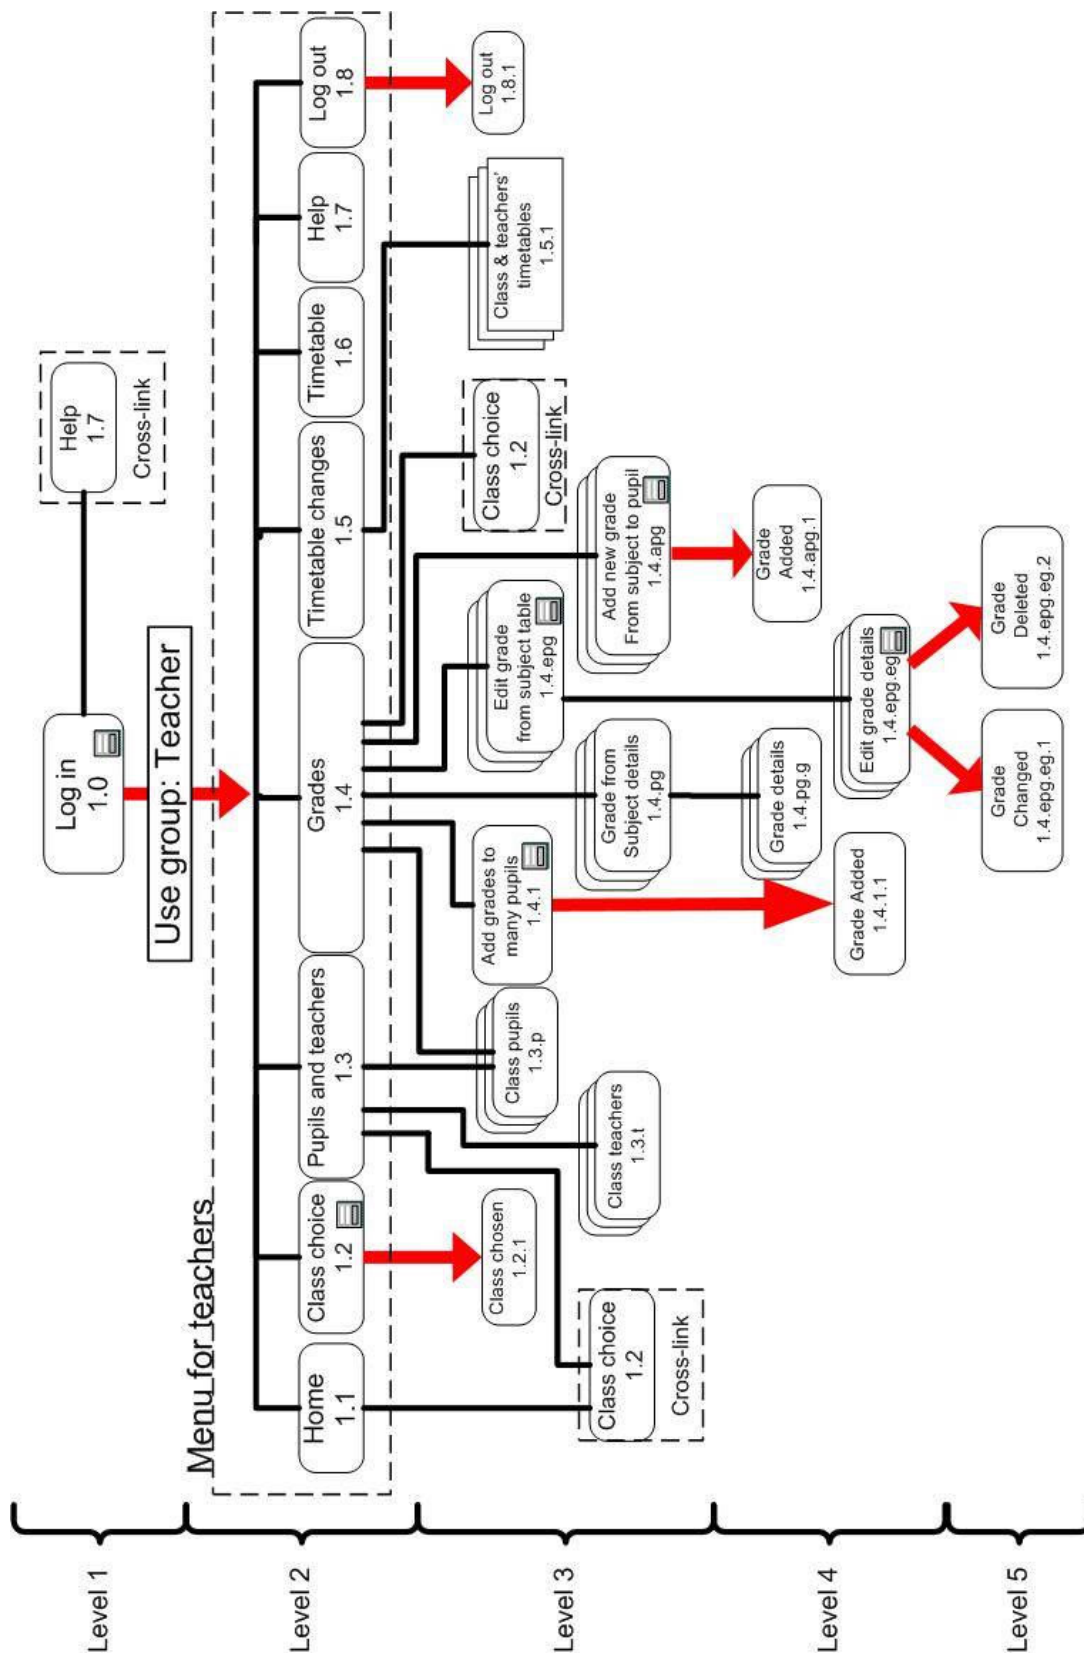 Level 1
Log in
1.0
Help
1.7
Cross-link
Use group: Teacher
Level 2
Menu for teachers
Home
1.1
Class choice
1.2
Pupils and teachers
1.3
Grades
1.4
Timetable changes
1.5
Timetable
1.6
Help
1.7
Log out
1.8
Level 3
Class choice
1.2
Cross-link
Class chosen
1.2.1
Class teachers
1.3.t
Class pupils
1.3.p
Add grades to
many pupils
1.4.1
Grade from
Subject details
1.4.pg
Edit grade
from subject table
1.4.epg
Add new grade
From subject to pupil
1.4.apg
Class choice
1.2
Cross-link
Class & teachers'
timetables
1.5.1
Log out
1.8.1
Level 4
Grade Added
1.4.1.1
Grade details
1.4.pg.g
Edit grade details
1.4.epg.eg
Grade
Added
1.4.apg.1
Level 5
Grade
Changed
1.4.epg.eg.1
Grade
Deleted
1.4.epg.eg.2